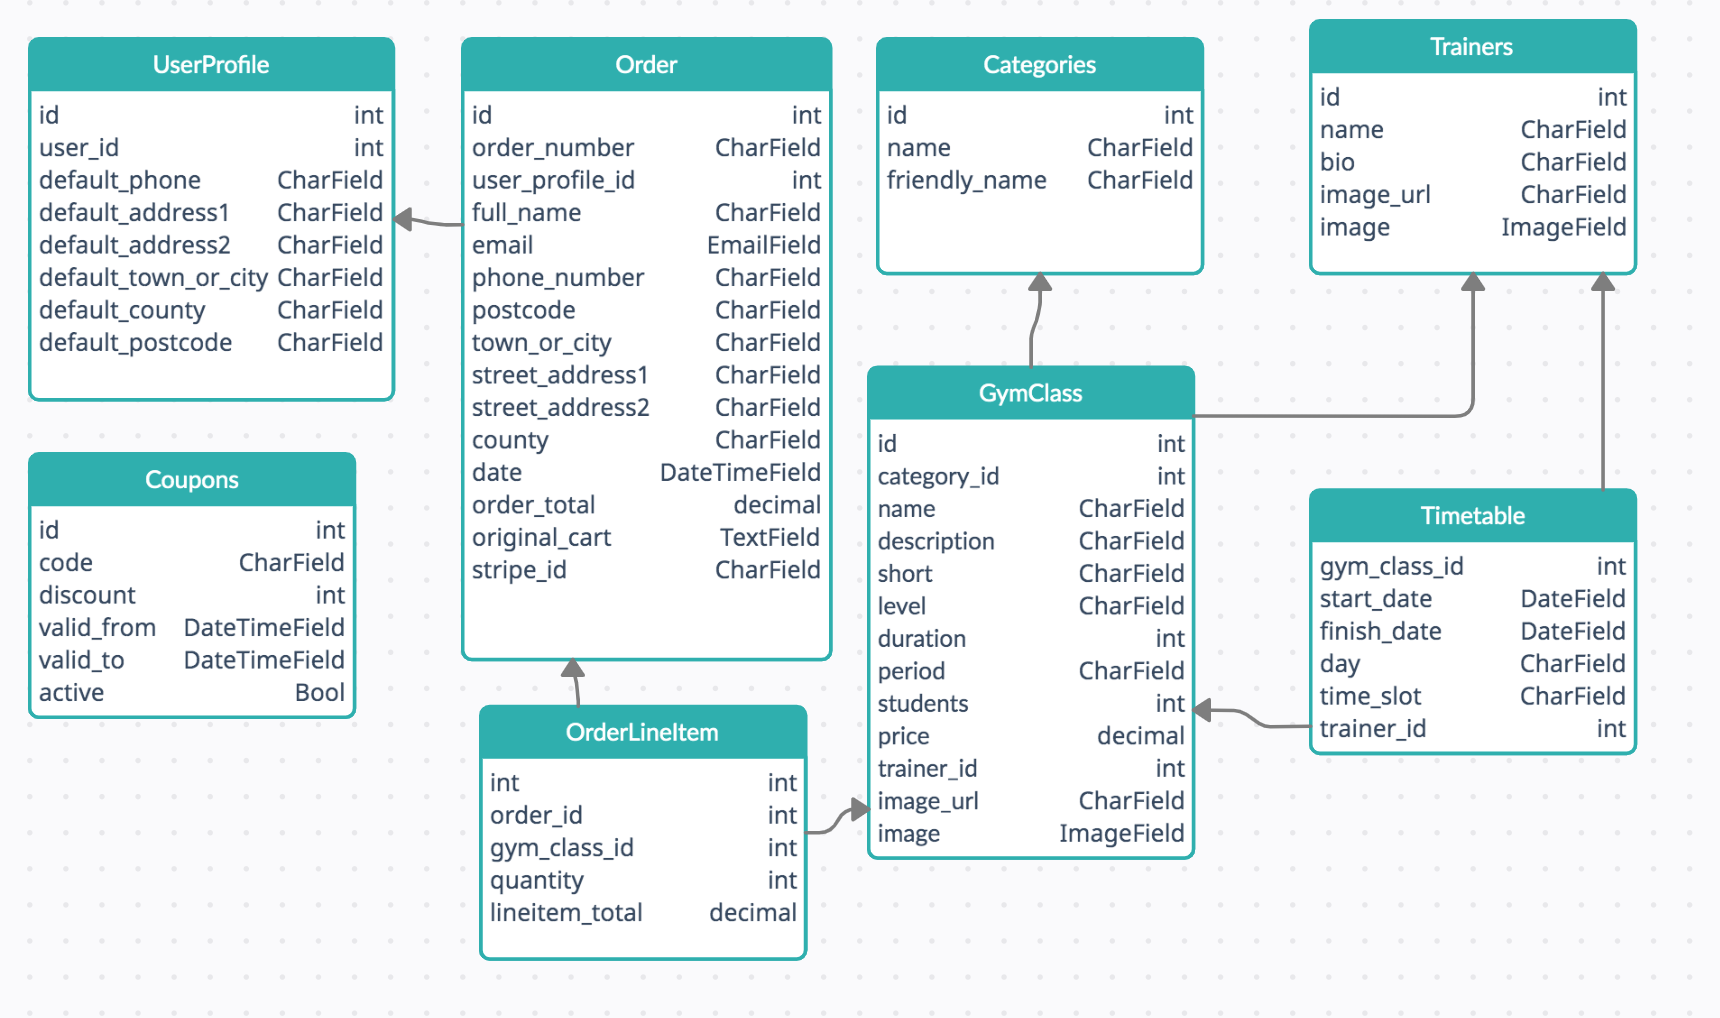 UserProfile
id int
user_id int
default_phone CharField
default_address1 CharField
default_address2 CharField
default_town_or_city CharField
default_county CharField
default_postcode CharField
Order
id int
order_number CharField
user_profile_id int
full_name CharField
email EmailField
phone_number CharField
postcode CharField
town_or_city CharField
street_address1 CharField
street_address2 CharField
county CharField
date DateTimeField
order_total decimal
original_cart TextField
stripe_id CharField
Categories
id int
name CharField
friendly_name CharField
Trainers
id int
name CharField
bio CharField
image_url CharField
image ImageField
Coupons
id int
code CharField
discount int
valid_from DateTimeField
valid_to DateTimeField
active Bool
OrderLineItem
int int
order_id int
gym_class_id int
quantity int
lineitem_total decimal
GymClass
id int
category_id int
name CharField
description CharField
short CharField
level CharField
duration int
period CharField
students int
price decimal
trainer_id int
image_url CharField
image ImageField
Timetable
gym_class_id int
start_date DateField
finish_date DateField
day CharField
time_slot CharField
trainer_id int